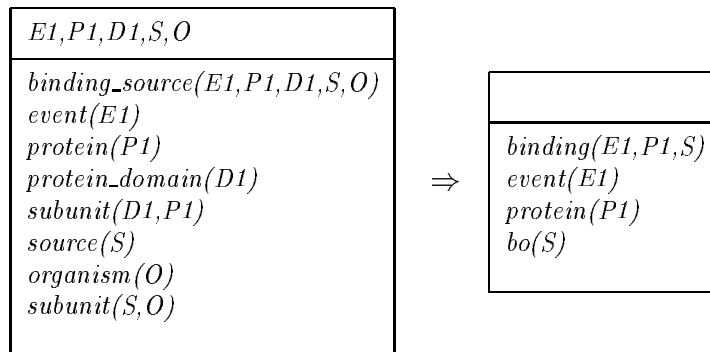 E1,P1,D1,S,O
binding_source(E1,P1,D1,S,O)
event(E1)
protein(P1)
protein_domain(D1)
subunit(D1,P1)
source(S)
organism(O)
subunit(S,O)
⇒
binding(E1,P1,S)
event(E1)
protein(P1)
bo(S)